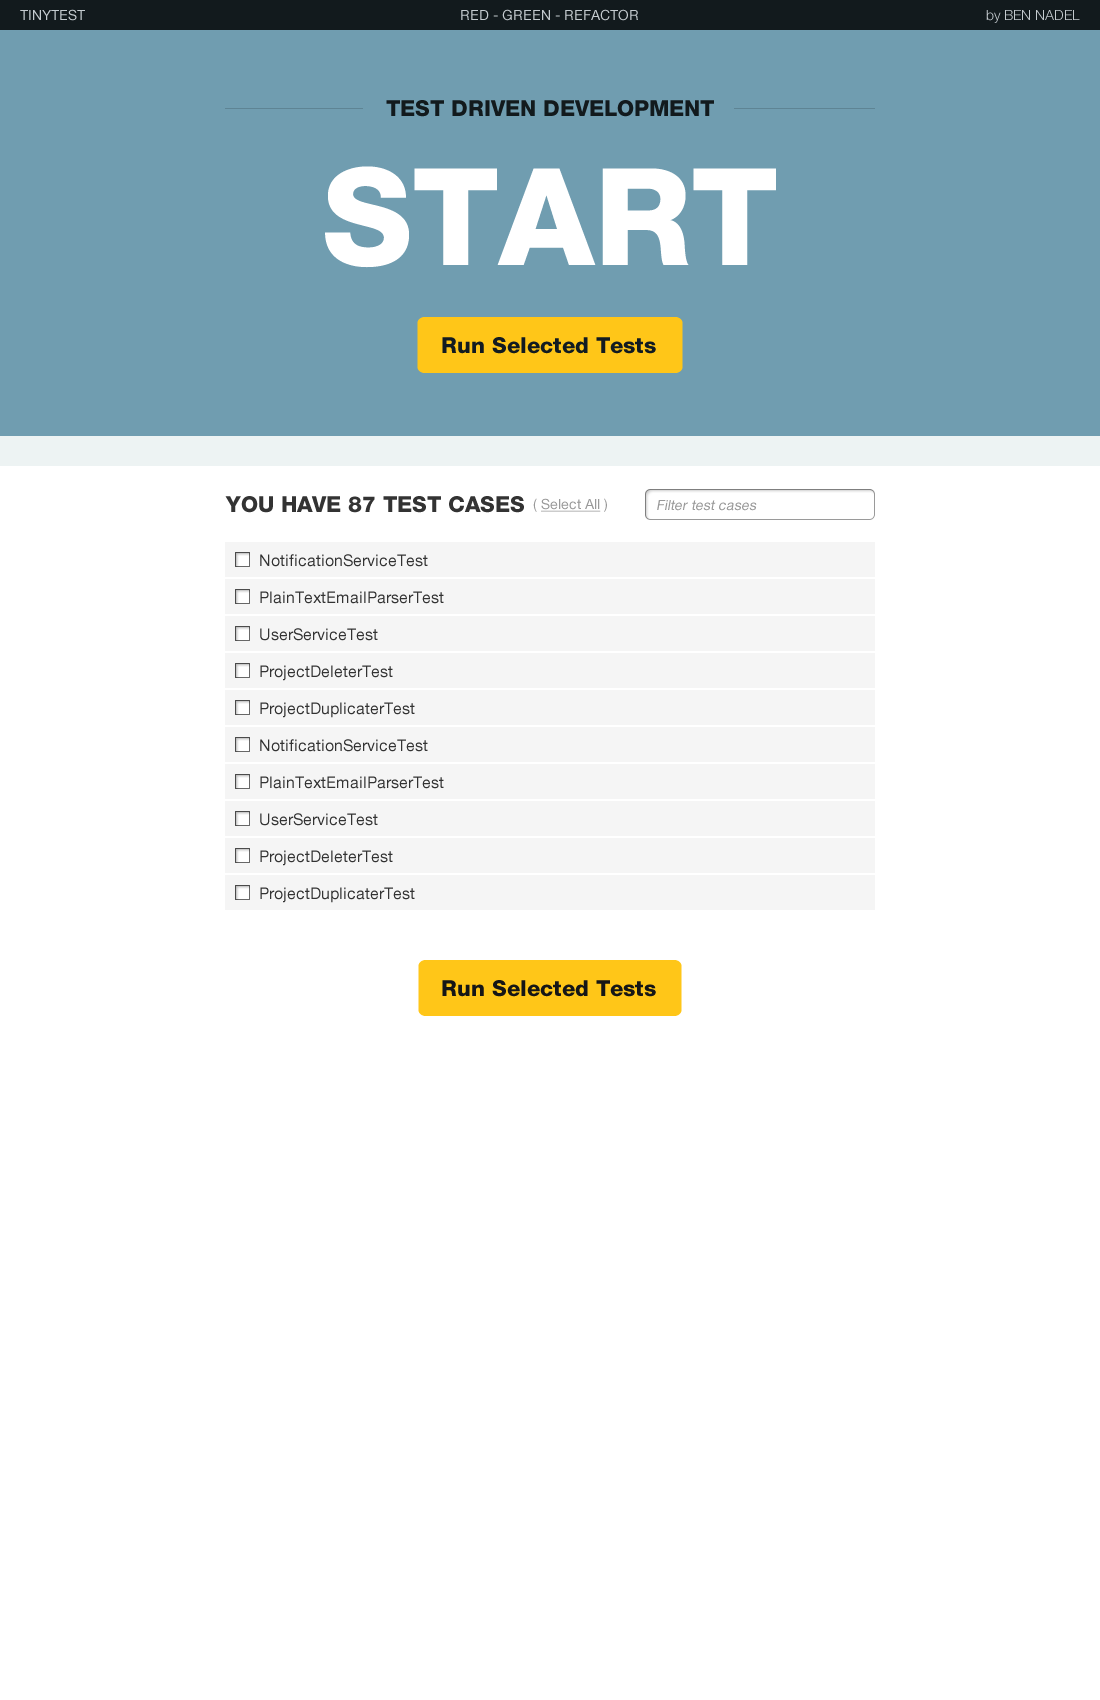 TINYTEST RED - GREEN - REFACTOR by BEN NADEL
TEST DRIVEN DEVELOPMENT
START
Run Selected Tests
YOU HAVE 87 TEST CASES ( Select All ) Filter test cases
NotificationServiceTest
PlainTextEmailParserTest
UserServiceTest
ProjectDeleterTest
ProjectDuplicaterTest
NotificationServiceTest
PlainTextEmailParserTest
UserServiceTest
ProjectDeleterTest
ProjectDuplicaterTest
Run Selected Tests